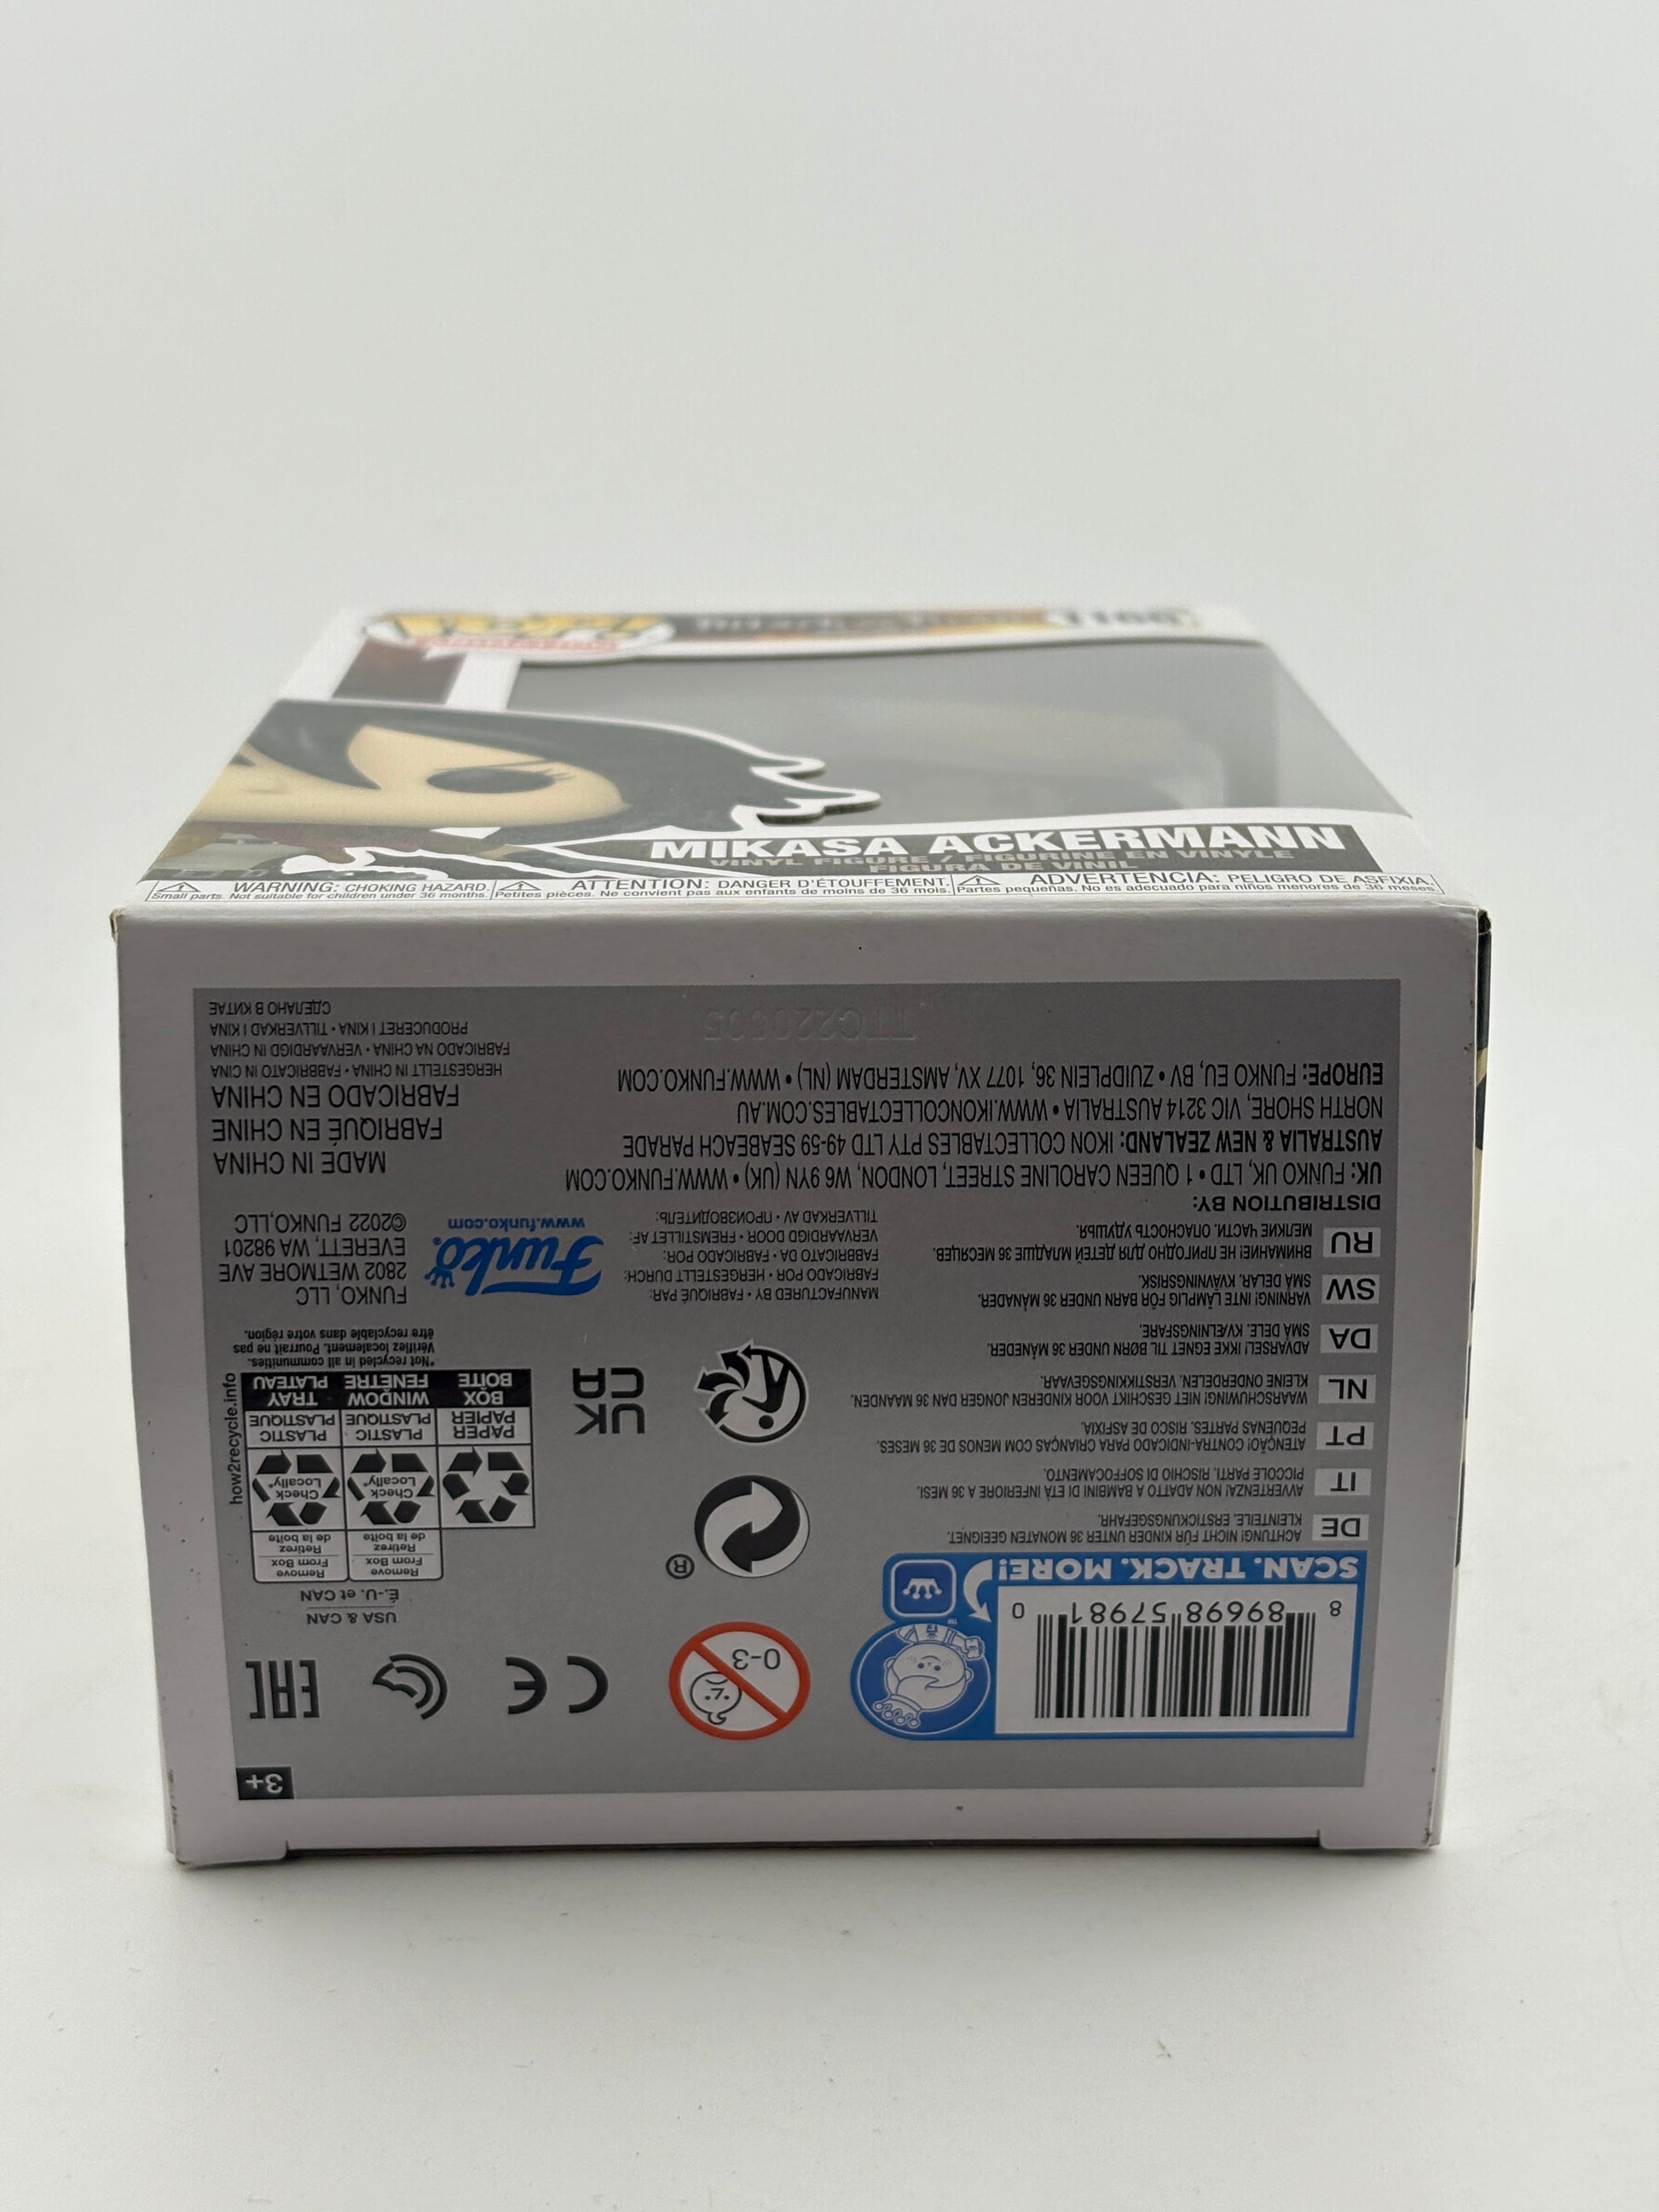 POP!
ANIMATION
MIKASA ACKERMANN
VINYL FIGURE / FIGURINE EN VINYLE
FIGURA DE VINIL
WARNING: CHOKING HAZARD.
Small parts. Not suitable for children under 36 months.
ATTENTION: DANGER D'ÉTOUFFEMENT.
Petites pièces. Ne convient pas aux enfants de moins de 36 mois.
ADVERTENCIA: PELIGRO DE ASFIXIA.
Partes pequeñas. No es adecuado para niños menores de 36 meses.
3+
8 89698 57981 0
SCAN. TRACK. MORE!
0-3
CE
EAC
USA & CAN
É.-U. et CAN
Remove
From Box
Retirez
de la boîte
Remove
From Box
Retirez
de la boîte
Check
Locally*
Check
Locally*
PAPER
PAPIER
PLASTIC
PLASTIQUE
PLASTIC
PLASTIQUE
BOX
BOÎTE
WINDOW
FENÊTRE
TRAY
PLATEAU
how2recycle.info
*Not recycled in all communities.
Vérifiez localement. Pourrait ne pas
être recyclable dans votre région.
®
UK
CA
DE
ACHTUNG! NICHT FÜR KINDER UNTER 36 MONATEN GEEIGNET.
KLEINTEILE. ERSTICKUNGSGEFAHR.
IT
AVVERTENZA! NON ADATTO A BAMBINI DI ETÀ INFERIORE A 36 MESI.
PICCOLE PARTI. RISCHIO DI SOFFOCAMENTO.
PT
ATENÇÃO! CONTRA-INDICADO PARA CRIANÇAS COM MENOS DE 36 MESES.
PEQUENAS PARTES. RISCO DE ASFIXIA.
NL
WAARSCHUWING! NIET GESCHIKT VOOR KINDEREN JONGER DAN 36 MAANDEN.
KLEINE ONDERDELEN. VERSTIKKINGSGEVAAR.
DA
ADVARSEL! IKKE EGNET TIL BØRN UNDER 36 MÅNEDER.
SMÅ DELE. KVÆLNINGSFARE.
SW
VARNING! INTE LÄMPLIG FÖR BARN UNDER 36 MÅNADER.
SMÅ DELAR. KVÄVNINGSRISK.
RU
ВНИМАНИЕ! НЕ ПРИГОДНО ДЛЯ ДЕТЕЙ МЛАДШЕ 36 МЕСЯЦЕВ.
МЕЛКИЕ ЧАСТИ. ОПАСНОСТЬ УДУШЬЯ.
MANUFACTURED BY • FABRIQUÉ PAR:
FABRICADO POR • HERGESTELLT DURCH:
FABBRICATO DA • FABRICADO POR:
VERVAARDIGD DOOR • FREMSTILLET AF:
TILLVERKAD AV • ПРОИЗВОДИТЕЛЬ:
Funko®
www.funko.com
FUNKO, LLC
2802 WETMORE AVE
EVERETT, WA 98201
©2022 FUNKO,LLC
DISTRIBUTION BY:
UK: FUNKO UK, LTD • 1 QUEEN CAROLINE STREET, LONDON, W6 9YN (UK) • WWW.FUNKO.COM
AUSTRALIA & NEW ZEALAND: IKON COLLECTABLES PTY LTD 49-59 SEABEACH PARADE
NORTH SHORE, VIC 3214 AUSTRALIA • WWW.IKONCOLLECTABLES.COM.AU
EUROPE: FUNKO EU, BV • ZUIDPLEIN 36, 1077 XV, AMSTERDAM (NL) • WWW.FUNKO.COM
MADE IN CHINA
FABRIQUÉ EN CHINE
FABRICADO EN CHINA
HERGESTELLT IN CHINA • FABBRICATO IN CINA
FABRICADO NA CHINA • VERVAARDIGD IN CHINA
PRODUCERET I KINA • TILLVERKAD I KINA
СДЕЛАНО В КИТАЕ